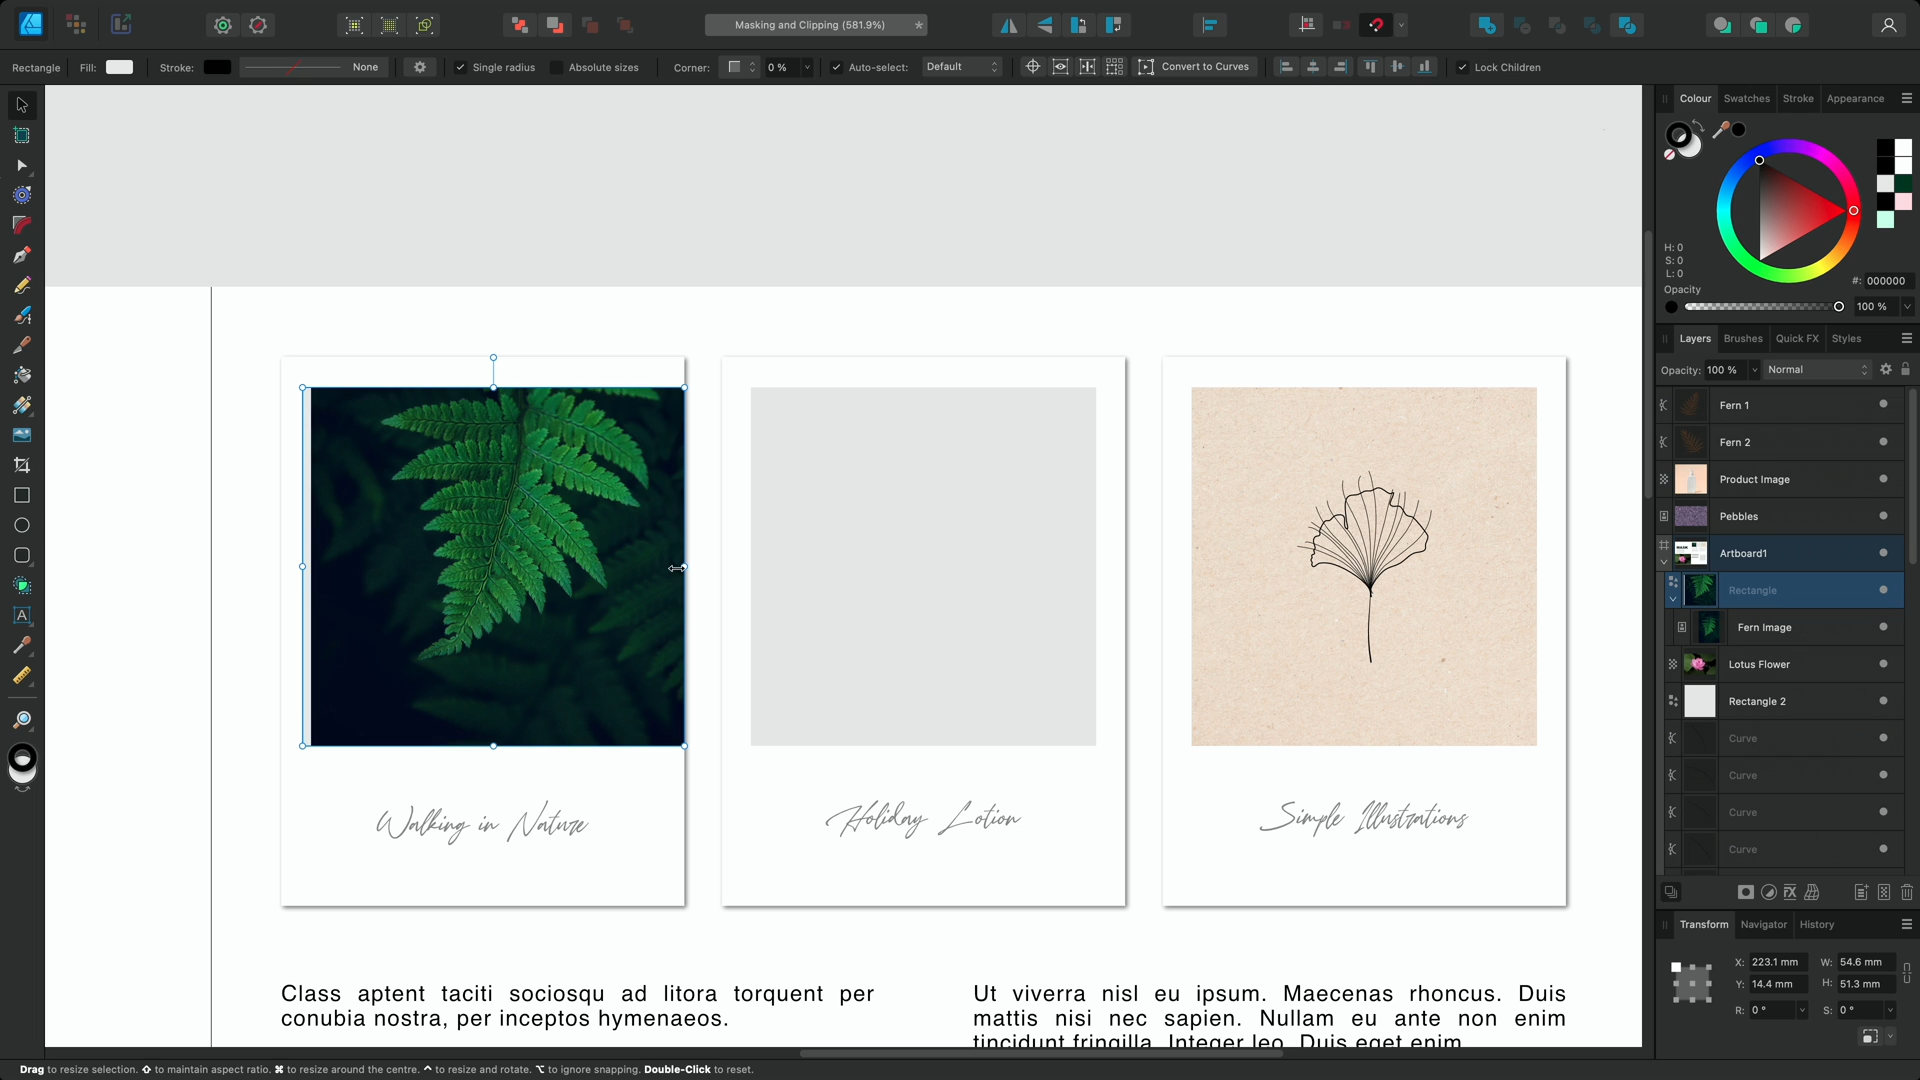 Masking and Clipping (581.9%)
*
Rectangle
Fill:
Stroke:
None
Single radius
Absolute sizes
Corner:
0 %
Auto-select:
Default
Convert to Curves
Lock Children
Colour
Swatches
Stroke
Appearance
H: 0
S: 0
L: 0
#: 000000
Opacity
100 %
Layers
Brushes
Quick FX
Styles
Opacity: 100 %
Normal
Fern 1
Fern 2
Product Image
Pebbles
Artboard1
Rectangle
Fern Image
Lotus Flower
Rectangle 2
Curve
Curve
Curve
Curve
Walking in Nature
Holiday Lotion
Simple Illustrations
Transform
Navigator
History
X: 223.1 mm
W: 54.6 mm
Y: 14.4 mm
H: 51.3 mm
R: 0 °
S: 0 °
Class aptent taciti sociosqu ad litora torquent per
conubia nostra, per inceptos hymenaeos.
Ut viverra nisl eu ipsum. Maecenas rhoncus. Duis
mattis nisi nec sapien. Nullam eu ante non enim
tincidunt fringilla. Integer leo. Duis eget enim.
Drag to resize selection. ⇧ to maintain aspect ratio. ⌘ to resize around the centre. ⌃ to resize and rotate. ⌥ to ignore snapping. Double-Click to reset.